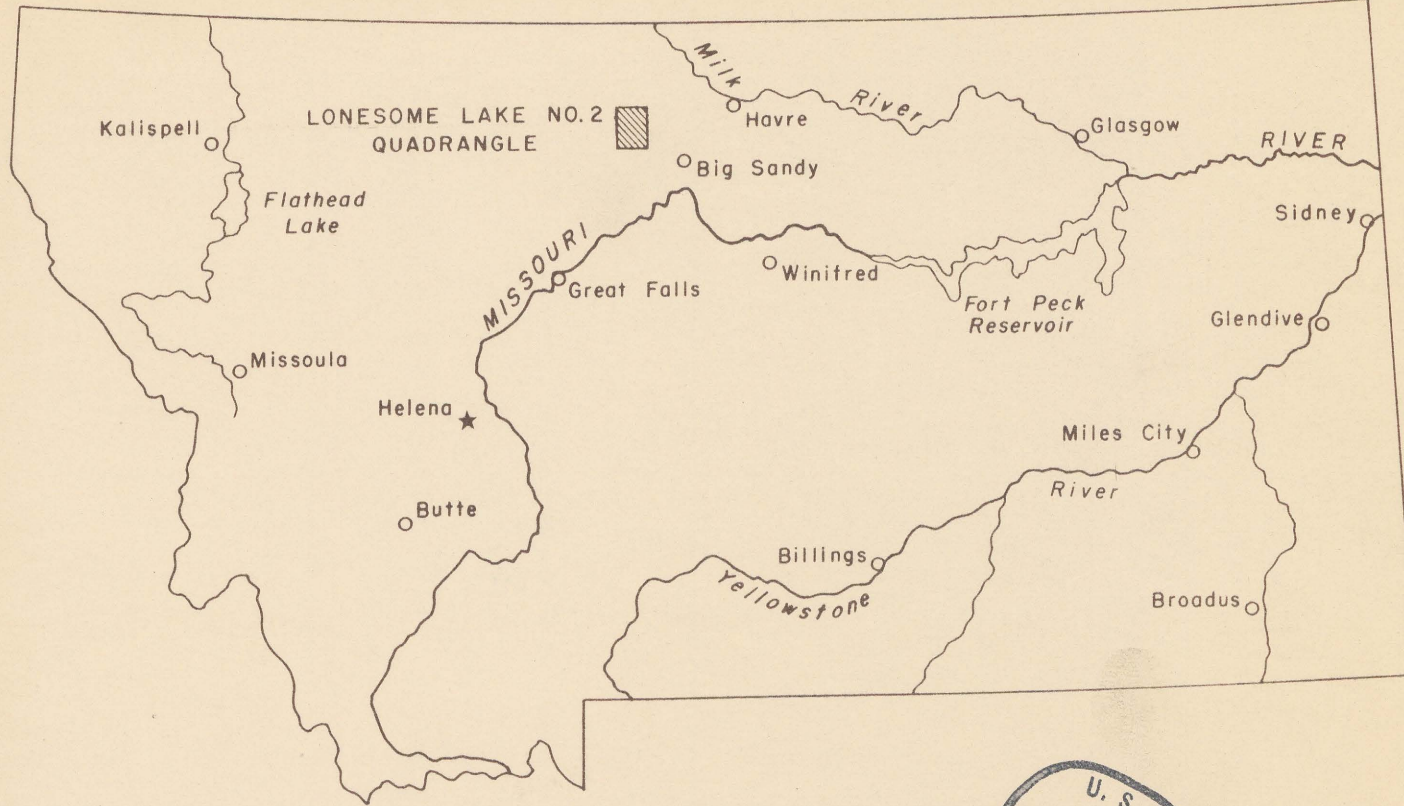 Milk
River
Havre
LONESOME LAKE NO. 2
QUADRANGLE
Kalispell
Glasgow
RIVER
Big Sandy
Flathead
Lake
Sidney
MISSOURI
Winifred
Great Falls
Fort Peck
Reservoir
Glendive
Missoula
Helena
Miles City
River
Butte
Billings
Yellowstone
Broadus
U. S.